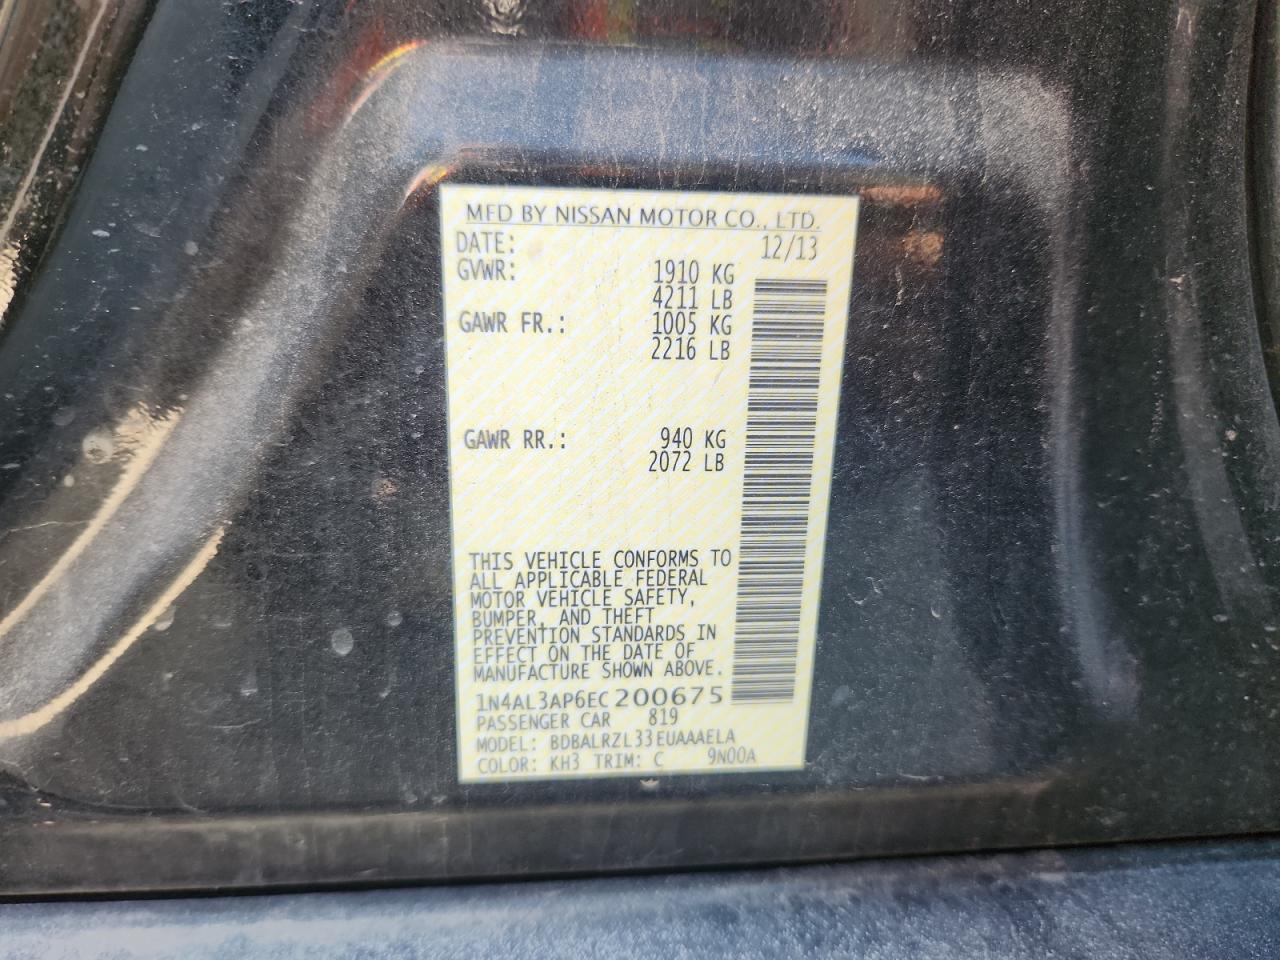 MFD BY NISSAN MOTOR CO., LTD.
DATE: 12/13
GVWR: 1910 KG
4211 LB
GAWR FR.: 1005 KG
2216 LB
GAWR RR.: 940 KG
2072 LB
THIS VEHICLE CONFORMS TO
ALL APPLICABLE FEDERAL
MOTOR VEHICLE SAFETY,
BUMPER, AND THEFT
PREVENTION STANDARDS IN
EFFECT ON THE DATE OF
MANUFACTURE SHOWN ABOVE.
1N4AL3AP6EC200675
PASSENGER CAR 819
MODEL: BDBALRZL33EUAAAELA
COLOR: KH3 TRIM: C 9N00A